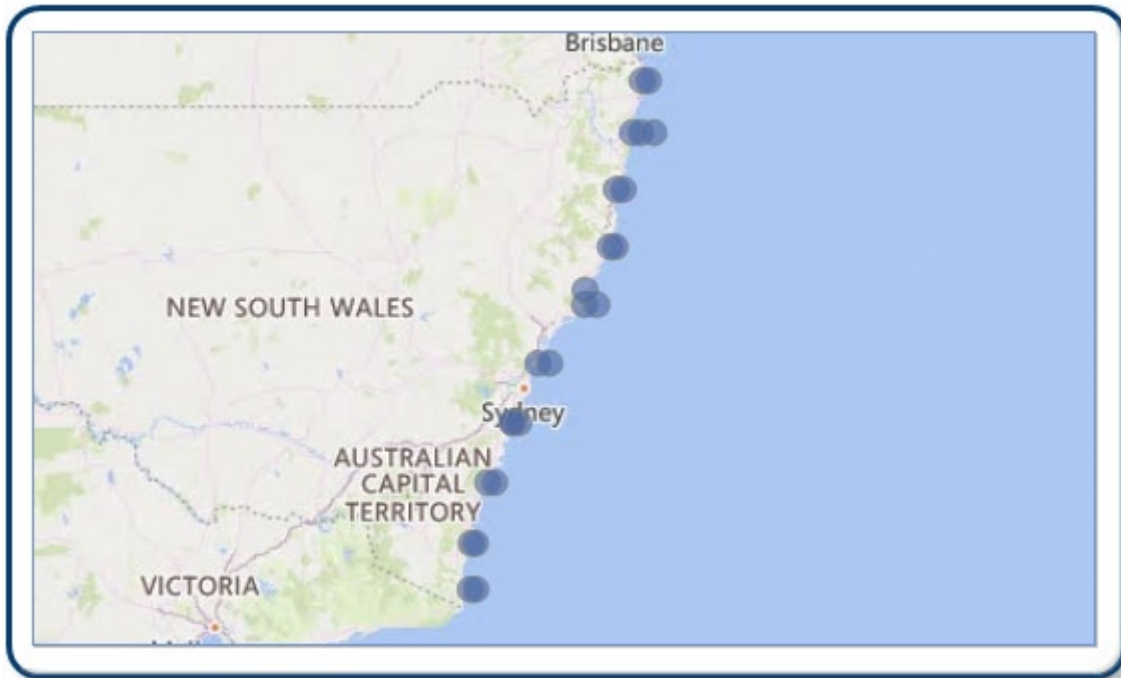 Brisbane
NEW SOUTH WALES
Sydney
AUSTRALIAN
CAPITAL
TERRITORY
VICTORIA